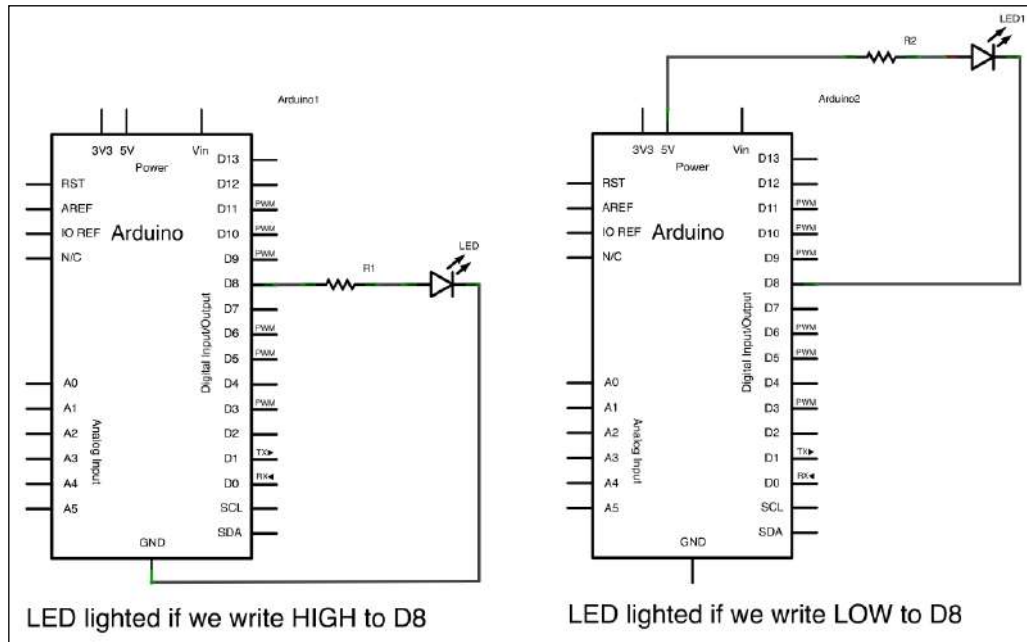 Arduino1
3V3 5V Vin
Power
RST
AREF
IO REF
N/C
Arduino
D13
D12
D11 PWM
D10 PWM
D9 PWM
D8
D7
D6 PWM
D5 PWM
D4
D3 PWM
D2
D1 TX
D0 RX
SCL
SDA
Digital Input/Output
A0
A1
A2
A3
A4
A5
Analog Input
GND
R1
LED
LED lighted if we write HIGH to D8
R2
LED1
Arduino2
3V3 5V Vin
Power
RST
AREF
IO REF
N/C
Arduino
D13
D12
D11 PWM
D10 PWM
D9 PWM
D8
D7
D6 PWM
D5 PWM
D4
D3 PWM
D2
D1 TX
D0 RX
SCL
SDA
Digital Input/Output
A0
A1
A2
A3
A4
A5
Analog Input
GND
LED lighted if we write LOW to D8